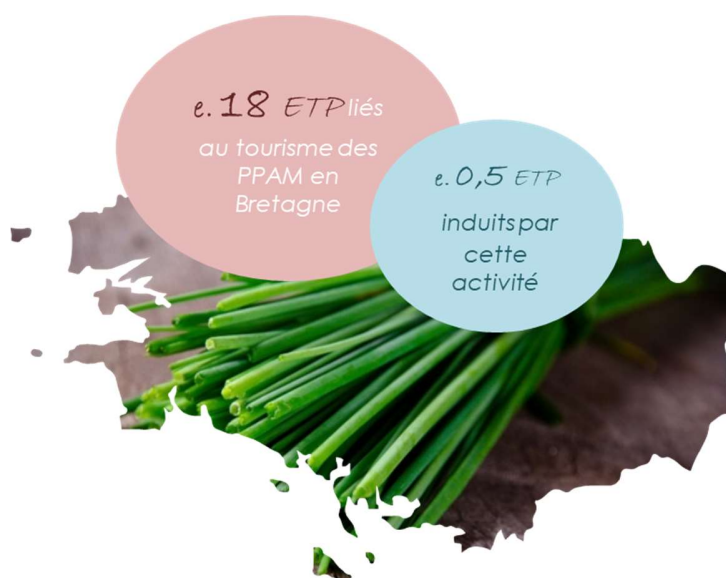 e. 18 ETP liés
au tourisme des
PPAM en
Bretagne
e. 0,5 ETP
induits par
cette
activité